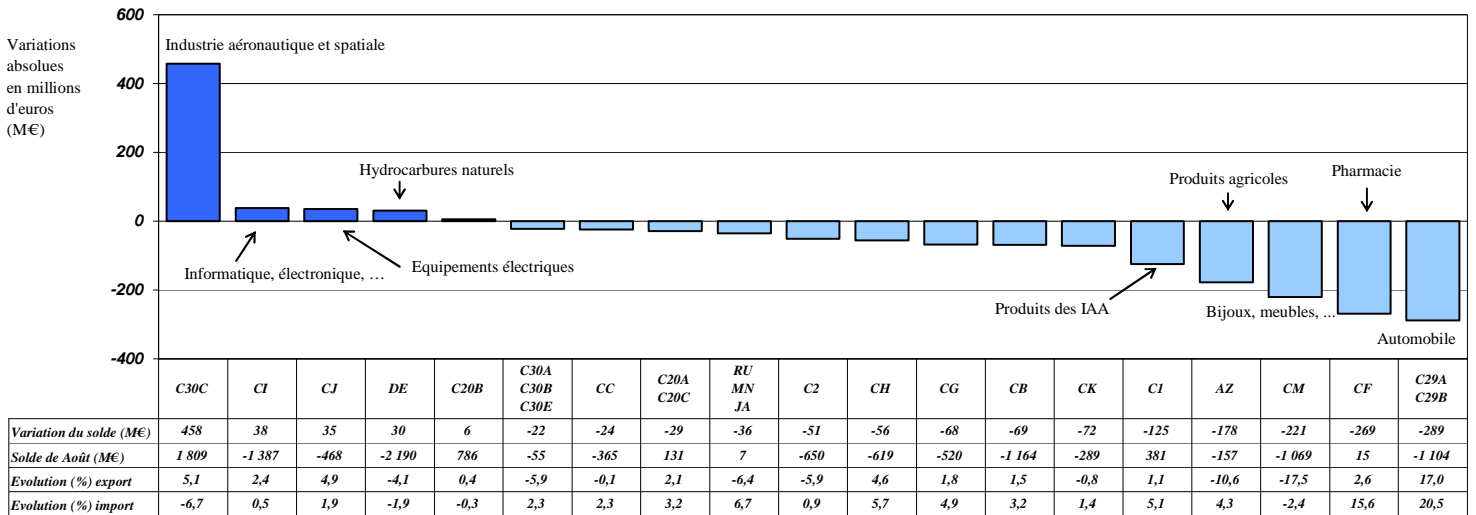 600
Variations
absolues
en millions
d'euros
(M€)
Industrie aéronautique et spatiale
400
200
Hydrocarbures naturels
Produits agricoles
Pharmacie
0
Informatique, électronique, …
Equipements électriques
-200
Produits des IAA
Bijoux, meubles, ...
Automobile
-400
C30C CI CJ DE C20B C30A C30B C30E CC C20A C20C RU MN JA C2 CH CG CB CK C1 AZ CM CF C29A C29B
Variation du solde (M€) 458 38 35 30 6 -22 -24 -29 -36 -51 -56 -68 -69 -72 -125 -178 -221 -269 -289
Solde de Août (M€) 1 809 -1 387 -468 -2 190 786 -55 -365 131 7 -650 -619 -520 -1 164 -289 381 -157 -1 069 15 -1 104
Evolution (%) export 5,1 2,4 4,9 -4,1 0,4 -5,9 -0,1 2,1 -6,4 -5,9 4,6 1,8 1,5 -0,8 1,1 -10,6 -17,5 2,6 17,0
Evolution (%) import -6,7 0,5 1,9 -1,9 -0,3 2,3 2,3 3,2 6,7 0,9 5,7 4,9 3,2 1,4 5,1 4,3 -2,4 15,6 20,5